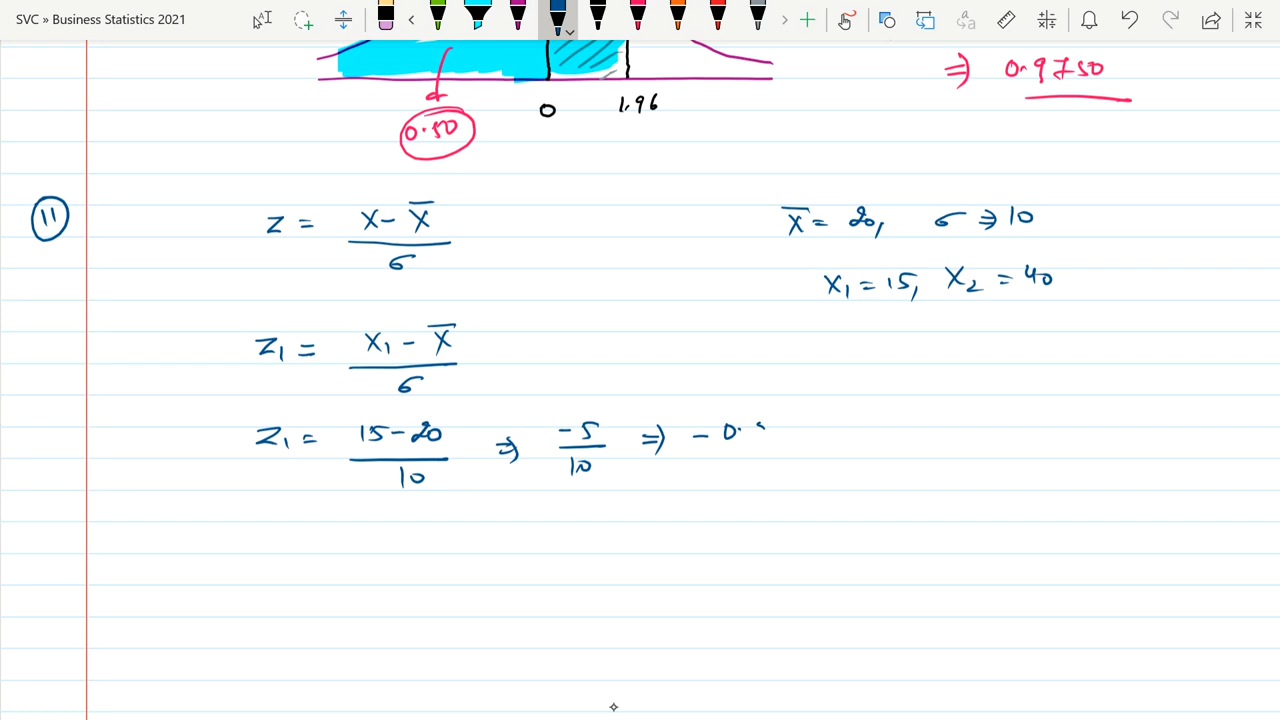 SVC » Business Statistics 2021
⇒ 0.9750
0 1.96
0.50
11 z = X - X̄ / σ X̄ = 20, σ ⇒ 10
X₁ = 15, X₂ = 40
Z₁ = X₁ - X̄ / σ
Z₁ = 15 - 20 / 10 ⇒ -5 / 10 ⇒ - 0.